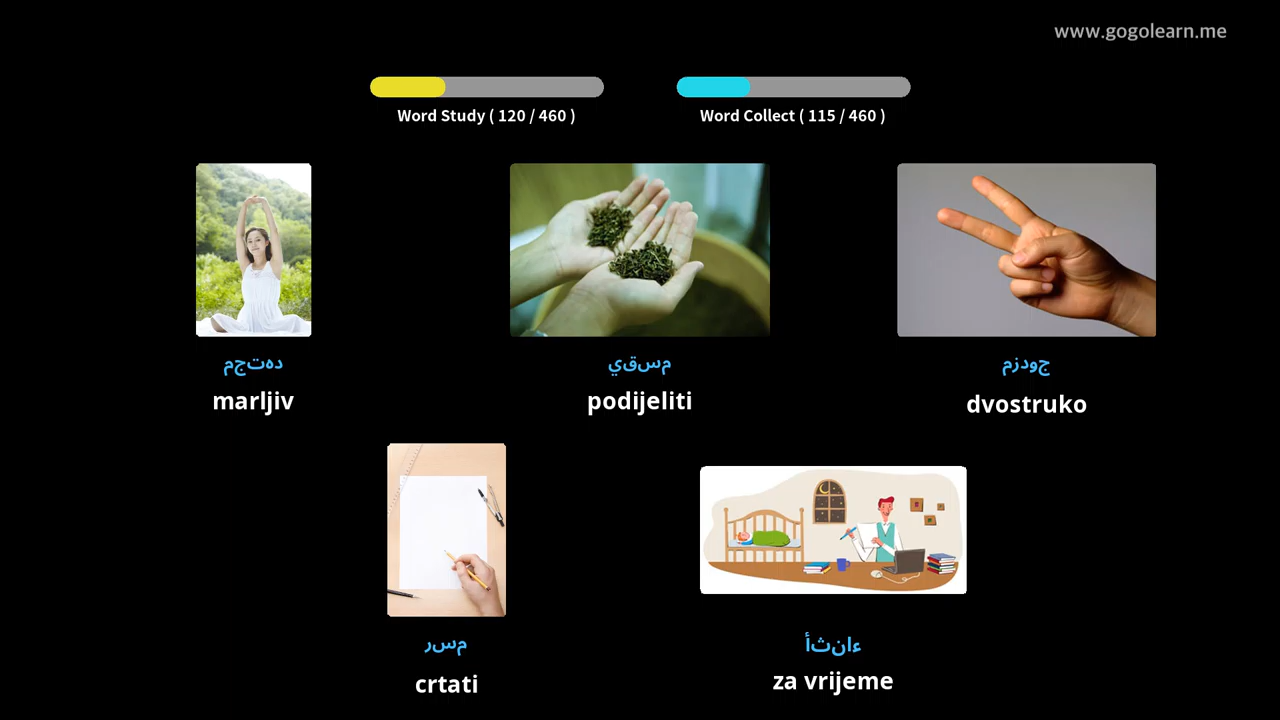 www.gogolearn.me
Word Study ( 120 / 460 )
Word Collect ( 115 / 460 )
دهتجم
marljiv
مسقي
podijeliti
جودزم
dvostruko
مسر
crtati
ءانثأ
za vrijeme